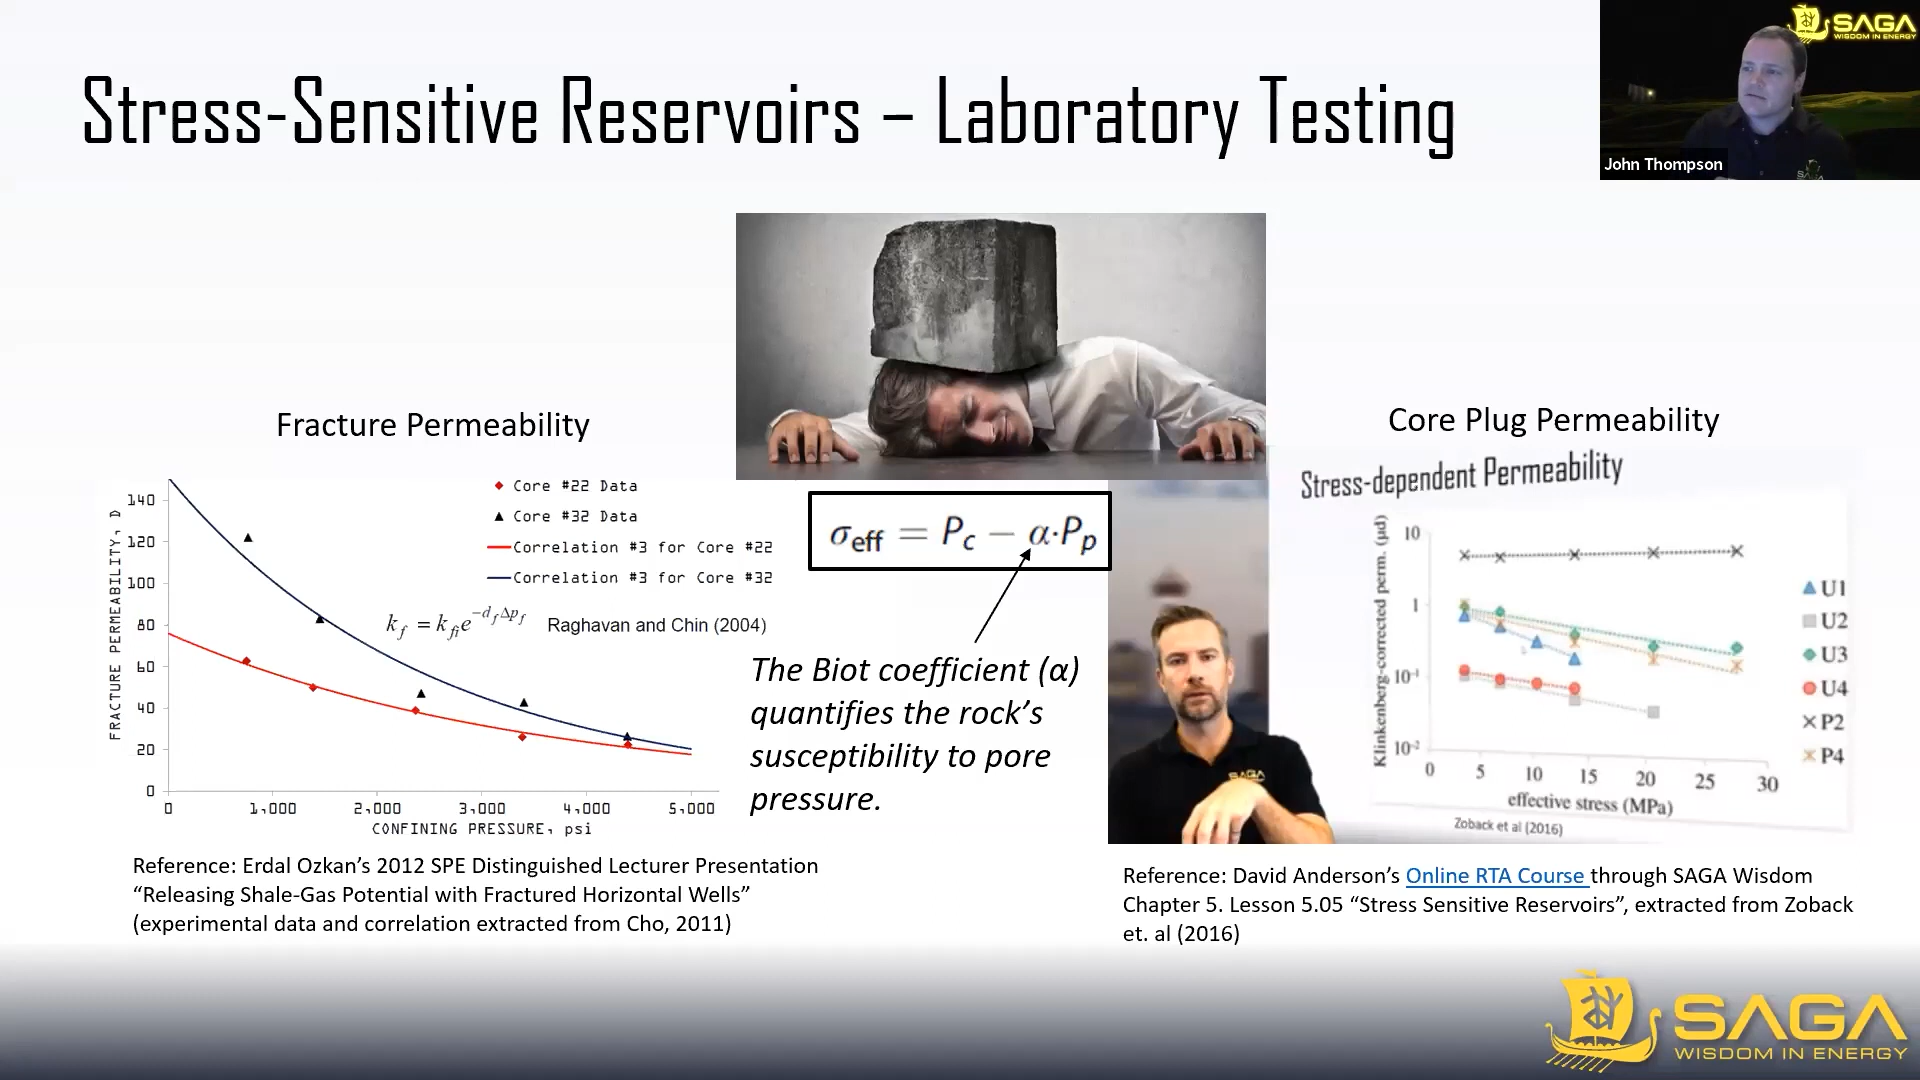 Stress-Sensitive Reservoirs – Laboratory Testing
SAGA
WISDOM IN ENERGY
John Thompson
Fracture Permeability
FRACTURE PERMEABILITY, D
140
120
100
80
60
40
20
0
0 1,000 2,000 3,000 4,000 5,000
CONFINING PRESSURE, psi
Core #22 Data
Core #32 Data
Correlation #3 for Core #22
Correlation #3 for Core #32
k_f = k_fi e^(-d_f Δp_f) Raghavan and Chin (2004)
Reference: Erdal Ozkan’s 2012 SPE Distinguished Lecturer Presentation
“Releasing Shale-Gas Potential with Fractured Horizontal Wells”
(experimental data and correlation extracted from Cho, 2011)
σ_eff = P_c − α·P_p
The Biot coefficient (α)
quantifies the rock’s
susceptibility to pore
pressure.
SAGA
Core Plug Permeability
Stress-dependent Permeability
Klinkenberg-corrected perm. (μd)
10
1
10⁻¹
10⁻²
0 5 10 15 20 25 30
effective stress (MPa)
U1
U2
U3
U4
P2
P4
Zoback et al (2016)
Reference: David Anderson’s Online RTA Course through SAGA Wisdom
Chapter 5. Lesson 5.05 “Stress Sensitive Reservoirs”, extracted from Zoback
et. al (2016)
SAGA
WISDOM IN ENERGY